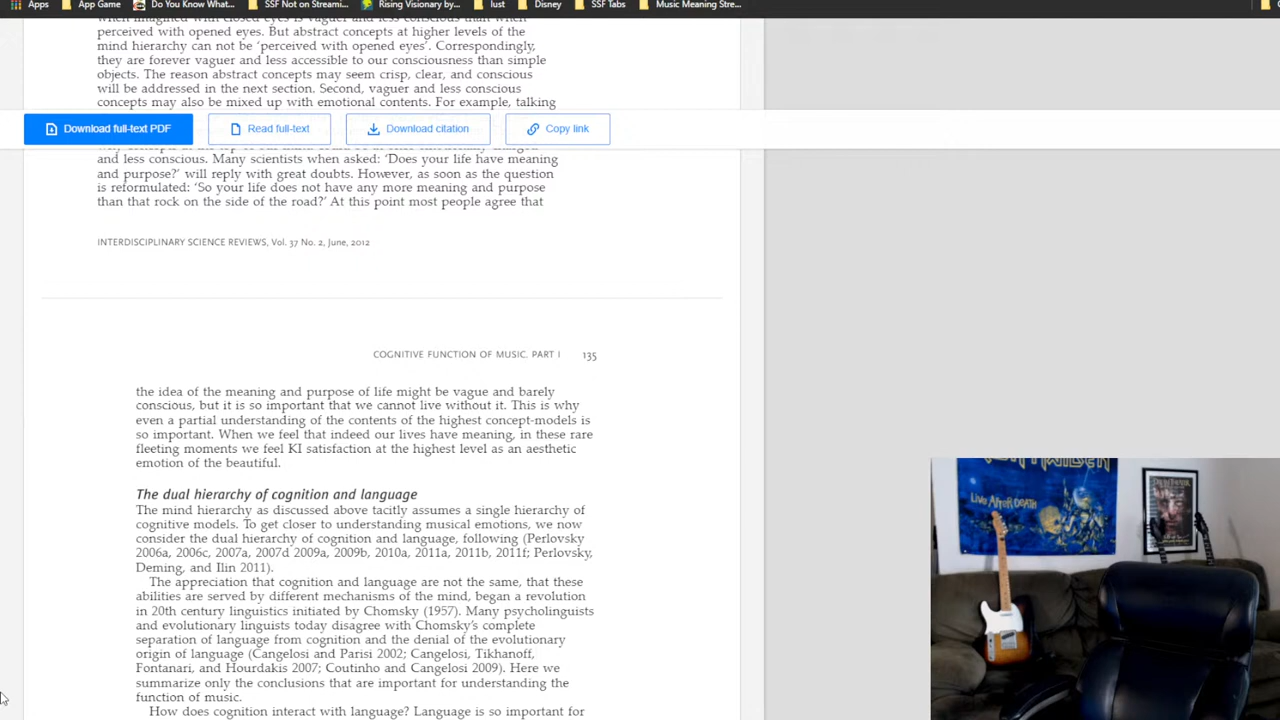 Apps
App Game
Do You Know What...
SSF Not on Streami...
Rising Visionary by...
lust
Disney
SSF Tabs
Music Meaning Stre...
when imagined with closed eyes is vaguer and less conscious than when
perceived with opened eyes. But abstract concepts at higher levels of the
mind hierarchy can not be ‘perceived with opened eyes’. Correspondingly,
they are forever vaguer and less accessible to our consciousness than simple
objects. The reason abstract concepts may seem crisp, clear, and conscious
will be addressed in the next section. Second, vaguer and less conscious
concepts may also be mixed up with emotional contents. For example, talking
Download full-text PDF
Read full-text
Download citation
Copy link
and less conscious. Many scientists when asked: ‘Does your life have meaning
and purpose?’ will reply with great doubts. However, as soon as the question
is reformulated: ‘So your life does not have any more meaning and purpose
than that rock on the side of the road?’ At this point most people agree that
INTERDISCIPLINARY SCIENCE REVIEWS, Vol. 37 No. 2, June, 2012
COGNITIVE FUNCTION OF MUSIC. PART I 135
the idea of the meaning and purpose of life might be vague and barely
conscious, but it is so important that we cannot live without it. This is why
even a partial understanding of the contents of the highest concept-models is
so important. When we feel that indeed our lives have meaning, in these rare
fleeting moments we feel KI satisfaction at the highest level as an aesthetic
emotion of the beautiful.
The dual hierarchy of cognition and language
The mind hierarchy as discussed above tacitly assumes a single hierarchy of
cognitive models. To get closer to understanding musical emotions, we now
consider the dual hierarchy of cognition and language, following (Perlovsky
2006a, 2006c, 2007a, 2007d 2009a, 2009b, 2010a, 2011a, 2011b, 2011f; Perlovsky,
Deming, and Ilin 2011).
The appreciation that cognition and language are not the same, that these
abilities are served by different mechanisms of the mind, began a revolution
in 20th century linguistics initiated by Chomsky (1957). Many psycholinguists
and evolutionary linguists today disagree with Chomsky’s complete
separation of language from cognition and the denial of the evolutionary
origin of language (Cangelosi and Parisi 2002; Cangelosi, Tikhanoff,
Fontanari, and Hourdakis 2007; Coutinho and Cangelosi 2009). Here we
summarize only the conclusions that are important for understanding the
function of music.
How does cognition interact with language? Language is so important for
LIVE AFTER DEATH